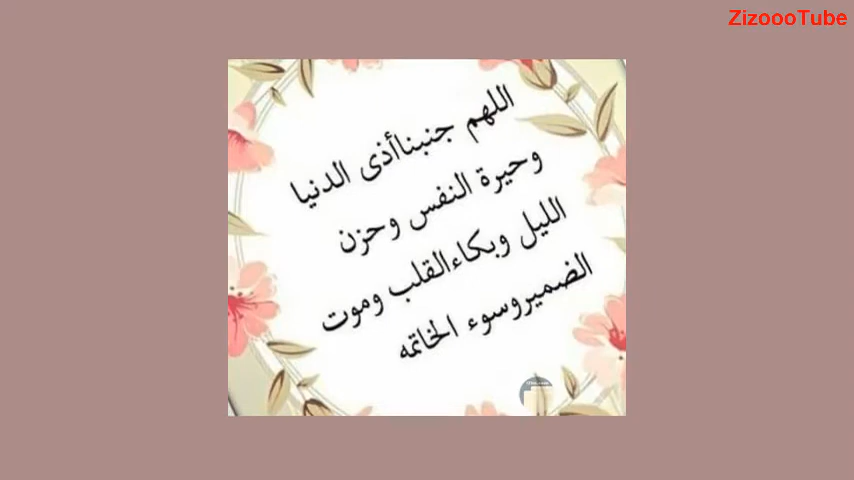 ZizoooTube
اللهم جنبناأذى الدنيا
وحيرة النفس وحزن
الليل وبكاءالقلب وموت
الضميروسوء الخاتمه